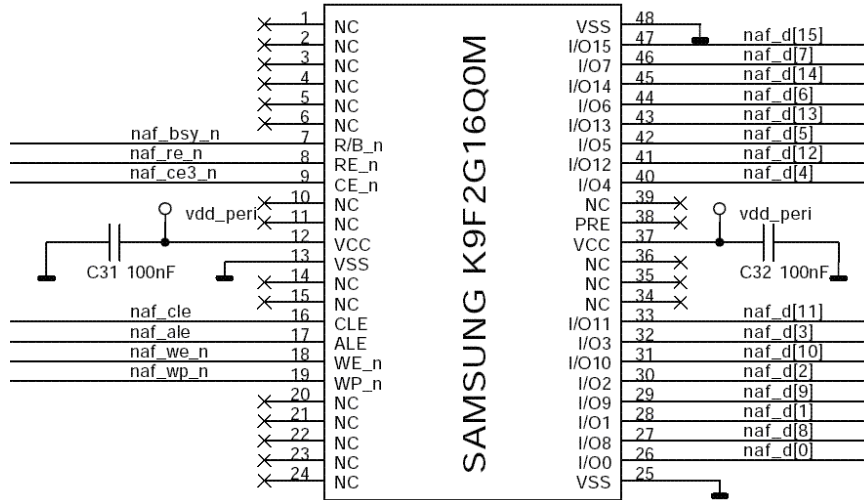 1 NC
2 NC
3 NC
4 NC
5 NC
6 NC
naf_bsy_n 7 R/B_n
naf_re_n 8 RE_n
naf_ce3_n 9 CE_n
10 NC
vdd_peri 11 NC
12 VCC
C31 100nF 13 VSS
14 NC
15 NC
naf_cle 16 CLE
naf_ale 17 ALE
naf_we_n 18 WE_n
naf_wp_n 19 WP_n
20 NC
21 NC
22 NC
23 NC
24 NC
SAMSUNG K9F2G16Q0M
VSS 48
I/O15 47 naf_d[15]
I/O7 46 naf_d[7]
I/O14 45 naf_d[14]
I/O6 44 naf_d[6]
I/O13 43 naf_d[13]
I/O5 42 naf_d[5]
I/O12 41 naf_d[12]
I/O4 40 naf_d[4]
NC 39
PRE 38 vdd_peri
VCC 37
NC 36 C32 100nF
NC 35
NC 34
I/O11 33 naf_d[11]
I/O3 32 naf_d[3]
I/O10 31 naf_d[10]
I/O2 30 naf_d[2]
I/O9 29 naf_d[9]
I/O1 28 naf_d[1]
I/O8 27 naf_d[8]
I/O0 26 naf_d[0]
VSS 25